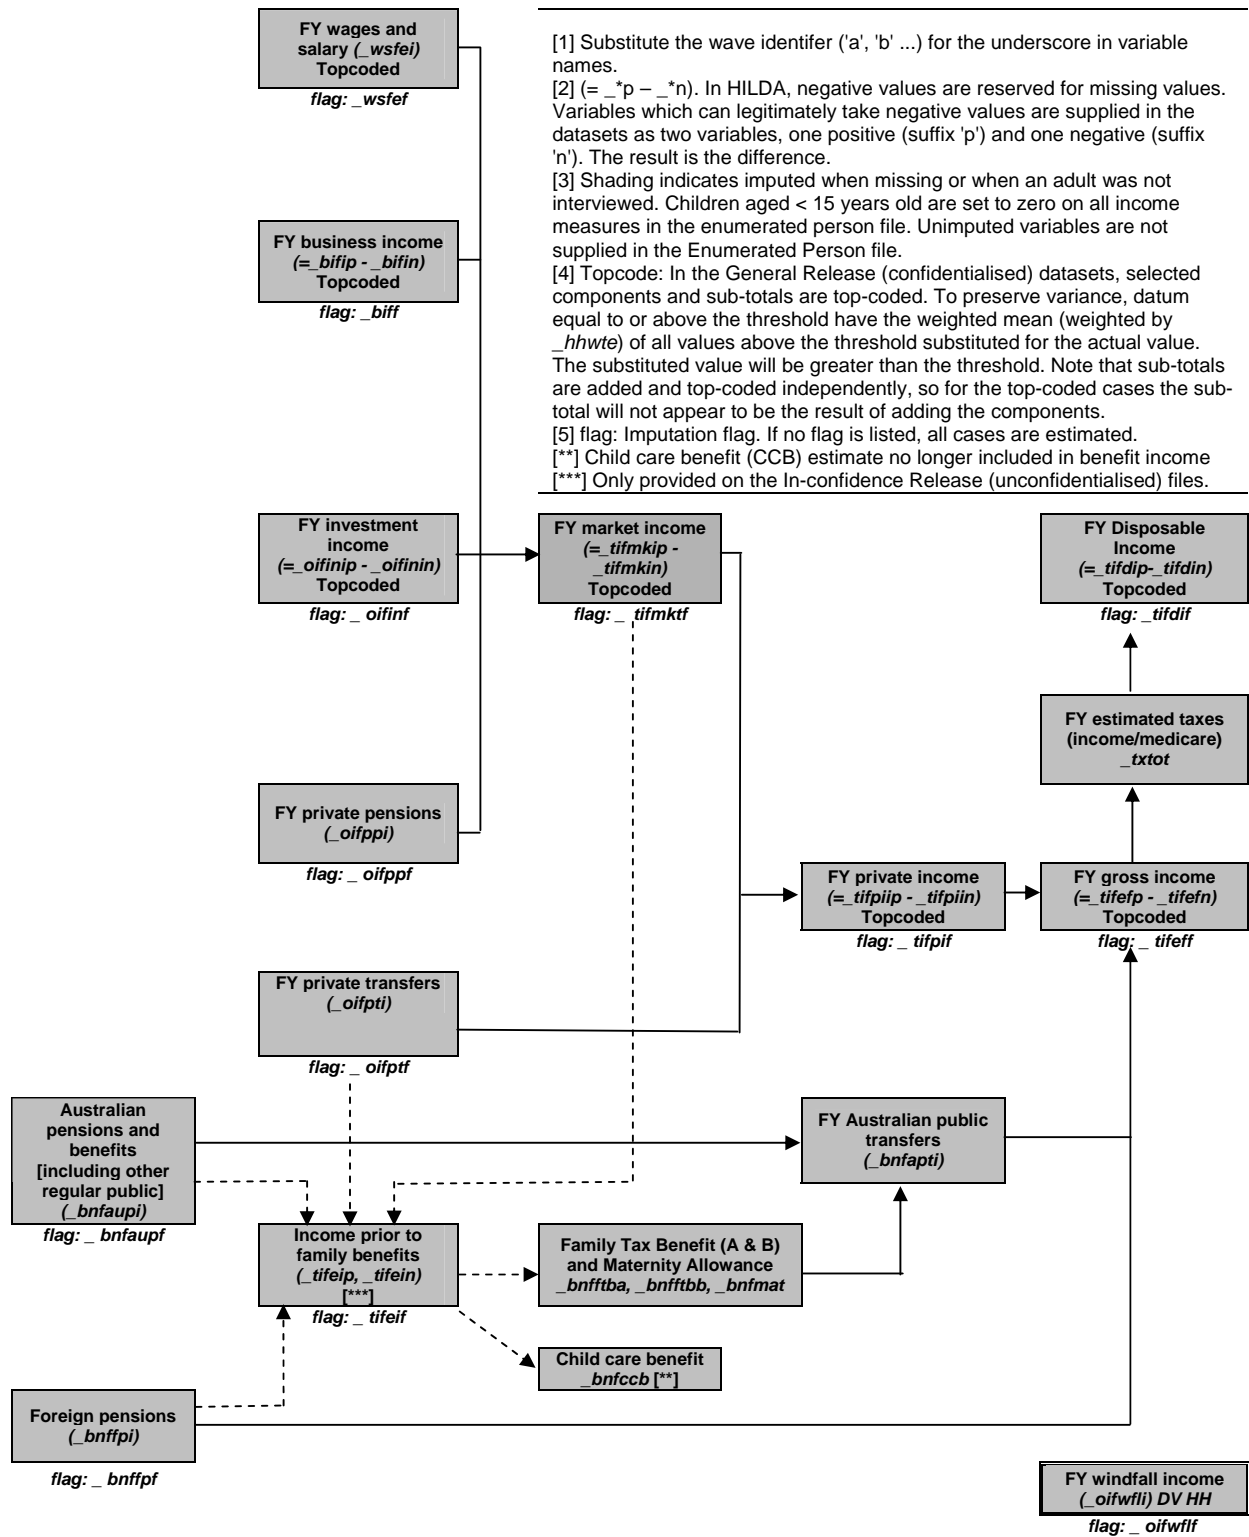 FY wages and
salary (_wsfei)
Topcoded
flag: _wsfef
[1] Substitute the wave identifer ('a', 'b' ...) for the underscore in variable
names.
[2] (= _*p – _*n). In HILDA, negative values are reserved for missing values.
Variables which can legitimately take negative values are supplied in the
datasets as two variables, one positive (suffix 'p') and one negative (suffix
'n'). The result is the difference.
[3] Shading indicates imputed when missing or when an adult was not
interviewed. Children aged < 15 years old are set to zero on all income
measures in the enumerated person file. Unimputed variables are not
supplied in the Enumerated Person file.
[4] Topcode: In the General Release (confidentialised) datasets, selected
components and sub-totals are top-coded. To preserve variance, datum
equal to or above the threshold have the weighted mean (weighted by
_hhwte) of all values above the threshold substituted for the actual value.
The substituted value will be greater than the threshold. Note that sub-totals
are added and top-coded independently, so for the top-coded cases the sub-
total will not appear to be the result of adding the components.
[5] flag: Imputation flag. If no flag is listed, all cases are estimated.
[**] Child care benefit (CCB) estimate no longer included in benefit income
[***] Only provided on the In-confidence Release (unconfidentialised) files.
FY business income
(=_bifip - _bifin)
Topcoded
flag: _biff
FY investment
income
(=_oifinip - _oifinin)
Topcoded
flag: _ oifinf
FY market income
(=_tifmkip -
_tifmkin)
Topcoded
flag: _ tifmktf
FY Disposable
Income
(=_tifdip-_tifdin)
Topcoded
flag: _tifdif
FY estimated taxes
(income/medicare)
_txtot
FY private pensions
(_oifppi)
flag: _ oifppf
FY private income
(=_tifpiip - _tifpiin)
Topcoded
flag: _ tifpif
FY gross income
(=_tifefp - _tifefn)
Topcoded
flag: _ tifeff
FY private transfers
(_oifpti)
flag: _ oifptf
Australian
pensions and
benefits
[including other
regular public]
(_bnfaupi)
flag: _ bnfaupf
FY Australian public
transfers
(_bnfapti)
Income prior to
family benefits
(_tifeip, _tifein)
[***]
flag: _ tifeif
Family Tax Benefit (A & B)
and Maternity Allowance
_bnfftba, _bnfftbb, _bnfmat
Child care benefit
_bnfccb [**]
Foreign pensions
(_bnffpi)
flag: _ bnffpf
FY windfall income
(_oifwfli) DV HH
flag: _ oifwflf